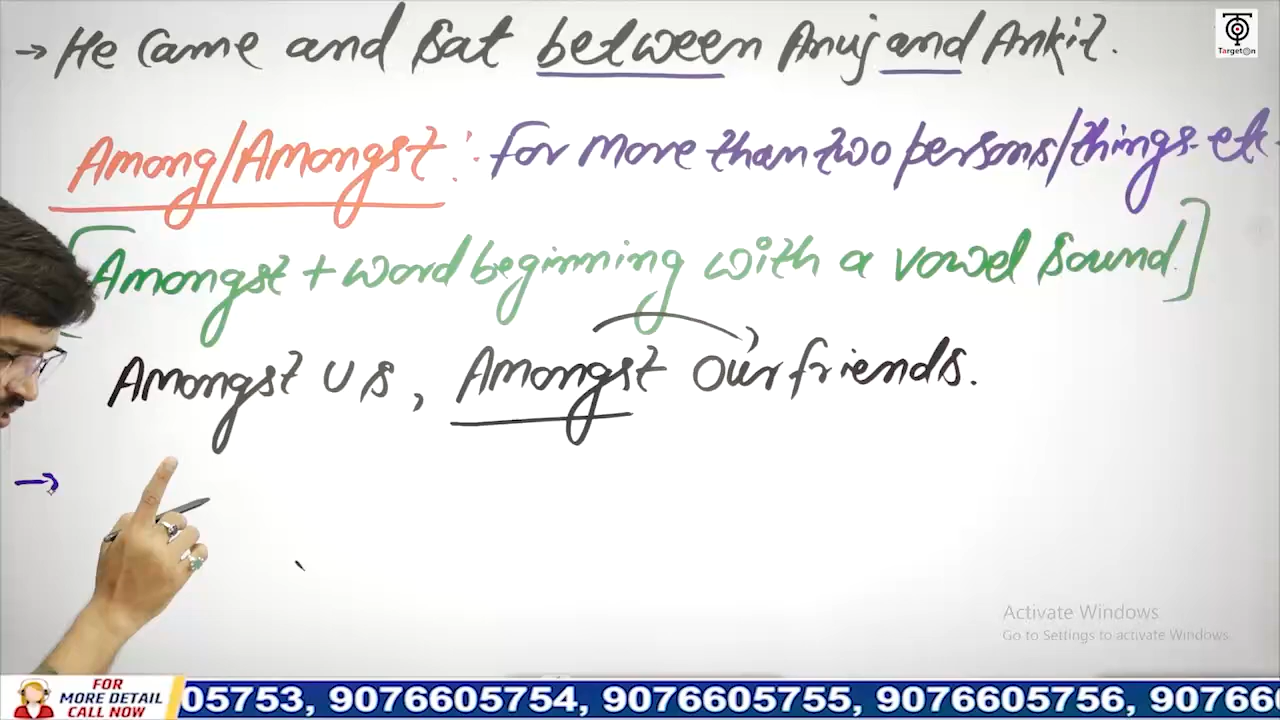 → He Came and sat between Anuj and Ankit.
TargetOn
Among/Amongst : for more than two persons/things etc.
[Amongst + word beginning with a vowel sound]
Amongst us, Amongst our friends.
→
Activate Windows
Go to Settings to activate Windows.
FOR
MORE DETAIL
CALL NOW
05753, 9076605754, 9076605755, 9076605756, 90766